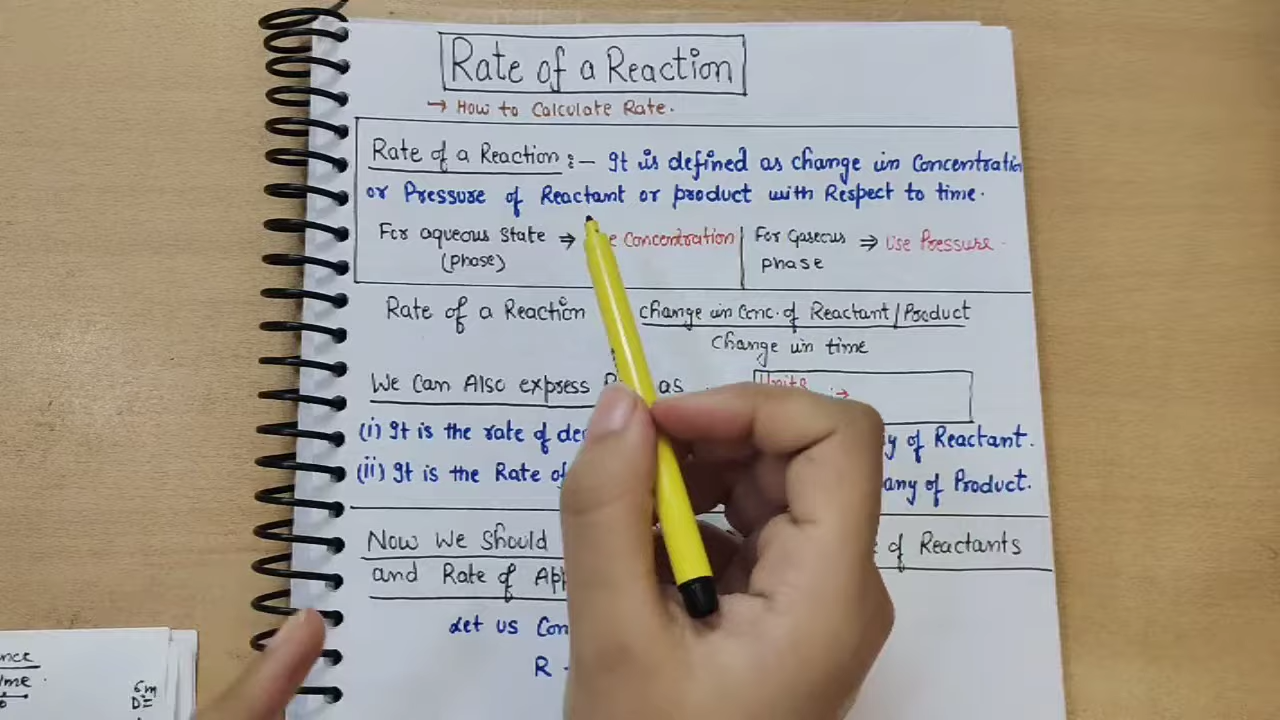 Rate of a Reaction
→ How to Calculate Rate.
Rate of a Reaction :- It is defined as change in Concentration
or Pressure of Reactant or product with Respect to time.
For aqueous State ⇒ Concentration
(phase)
For Gaseous ⇒ Use Pressure.
phase
Rate of a Reaction change in Conc. of Reactant/Product
Change in time
We Can Also express as
Units →
(i) It is the rate of of Reactant.
(ii) It is the Rate of any of Product.
Now We Should of Reactants
and Rate of
Let us
R
6m